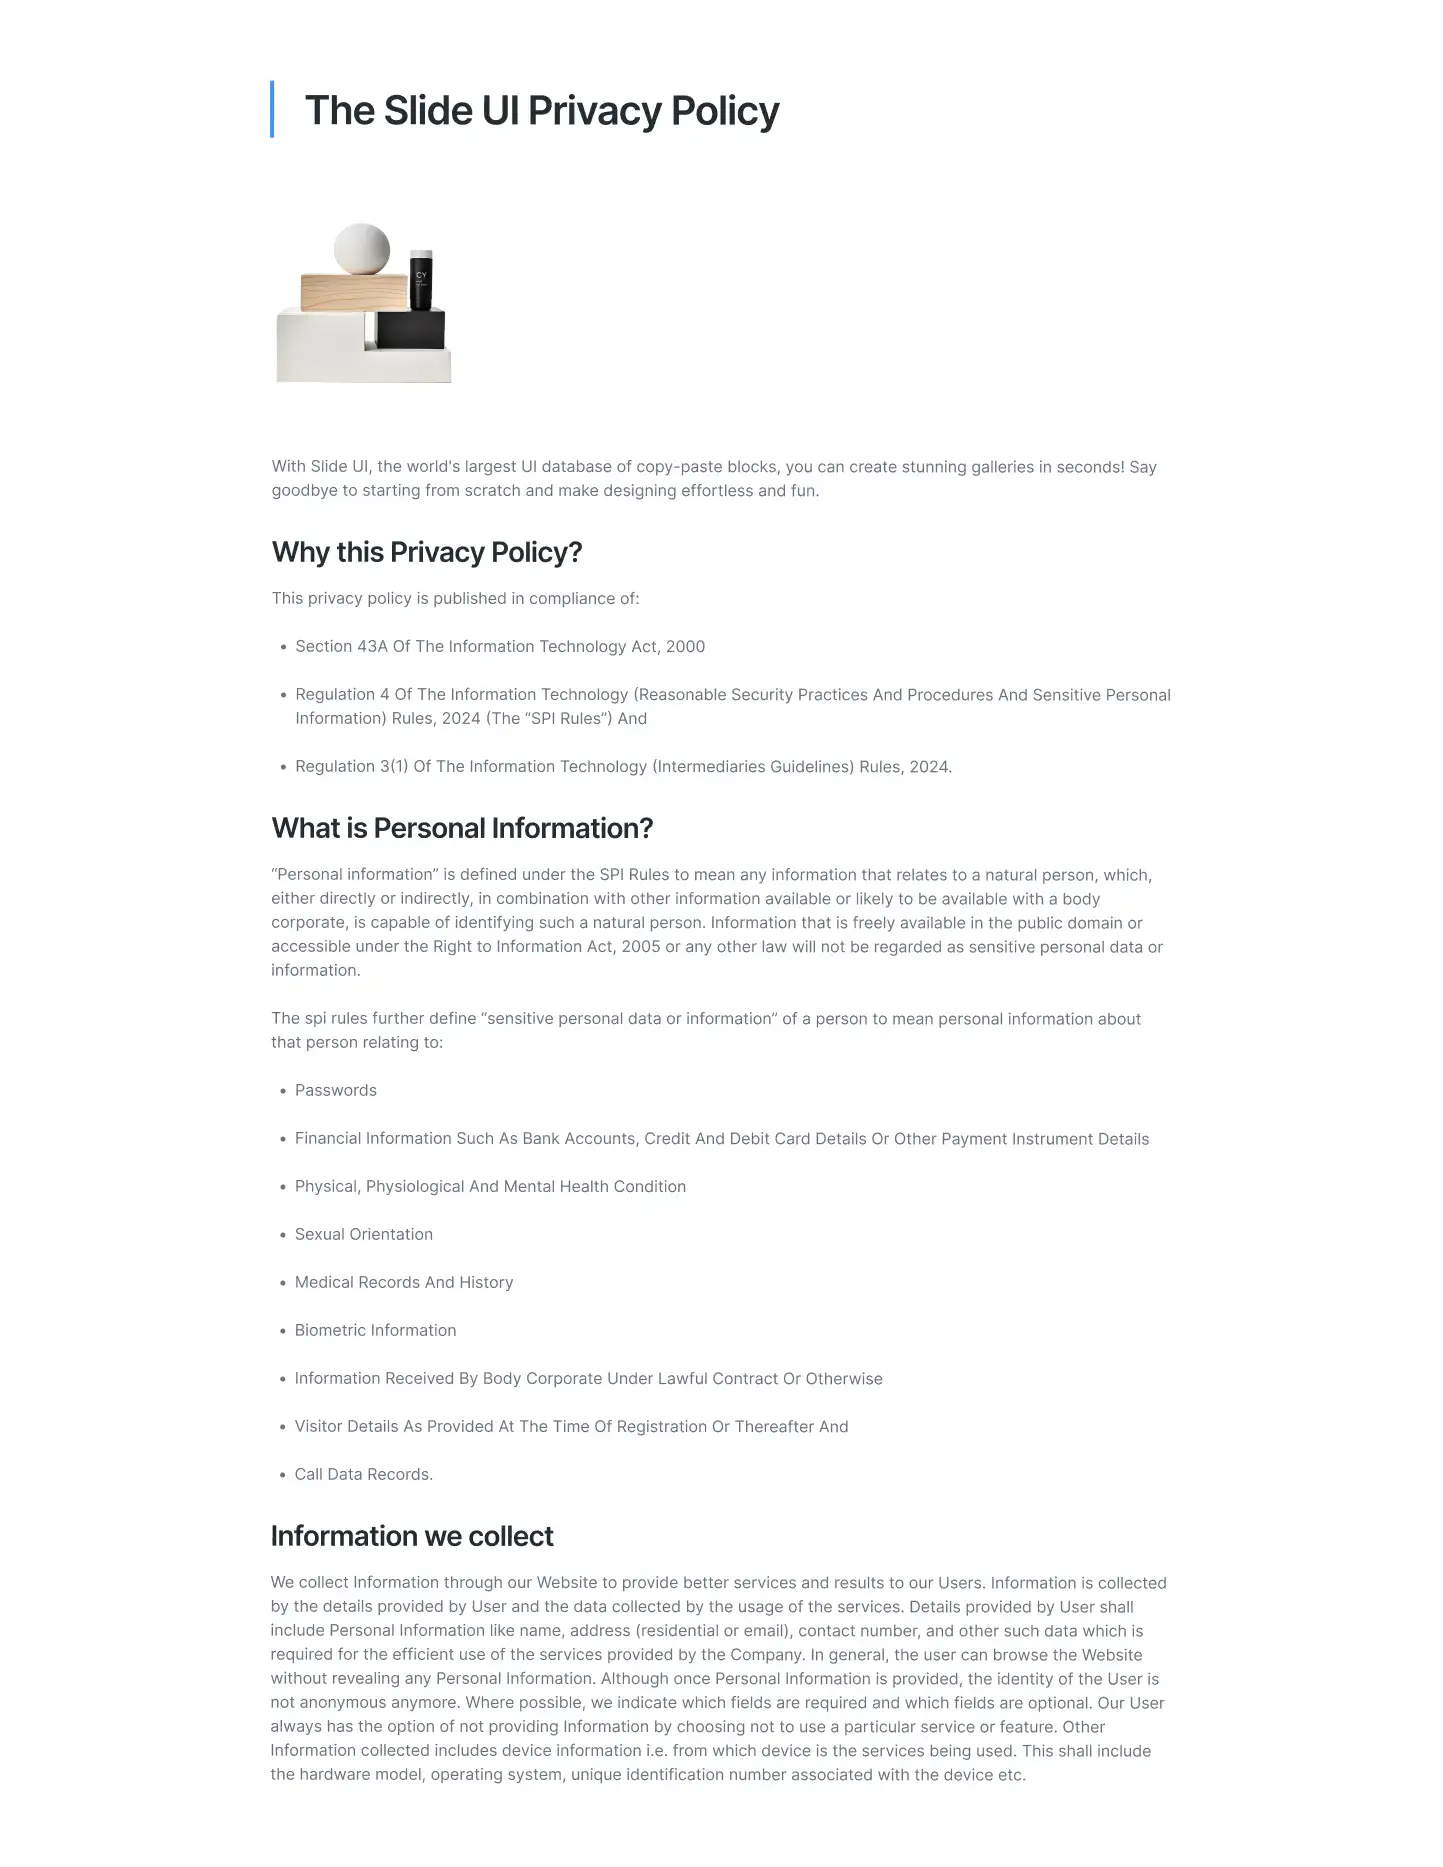 The Slide UI Privacy Policy
CY
With Slide UI, the world's largest UI database of copy-paste blocks, you can create stunning galleries in seconds! Say
goodbye to starting from scratch and make designing effortless and fun.
Why this Privacy Policy?
This privacy policy is published in compliance of:
• Section 43A Of The Information Technology Act, 2000
• Regulation 4 Of The Information Technology (Reasonable Security Practices And Procedures And Sensitive Personal
Information) Rules, 2024 (The “SPI Rules”) And
• Regulation 3(1) Of The Information Technology (Intermediaries Guidelines) Rules, 2024.
What is Personal Information?
“Personal information” is defined under the SPI Rules to mean any information that relates to a natural person, which,
either directly or indirectly, in combination with other information available or likely to be available with a body
corporate, is capable of identifying such a natural person. Information that is freely available in the public domain or
accessible under the Right to Information Act, 2005 or any other law will not be regarded as sensitive personal data or
information.
The spi rules further define “sensitive personal data or information” of a person to mean personal information about
that person relating to:
• Passwords
• Financial Information Such As Bank Accounts, Credit And Debit Card Details Or Other Payment Instrument Details
• Physical, Physiological And Mental Health Condition
• Sexual Orientation
• Medical Records And History
• Biometric Information
• Information Received By Body Corporate Under Lawful Contract Or Otherwise
• Visitor Details As Provided At The Time Of Registration Or Thereafter And
• Call Data Records.
Information we collect
We collect Information through our Website to provide better services and results to our Users. Information is collected
by the details provided by User and the data collected by the usage of the services. Details provided by User shall
include Personal Information like name, address (residential or email), contact number, and other such data which is
required for the efficient use of the services provided by the Company. In general, the user can browse the Website
without revealing any Personal Information. Although once Personal Information is provided, the identity of the User is
not anonymous anymore. Where possible, we indicate which fields are required and which fields are optional. Our User
always has the option of not providing Information by choosing not to use a particular service or feature. Other
Information collected includes device information i.e. from which device is the services being used. This shall include
the hardware model, operating system, unique identification number associated with the device etc.